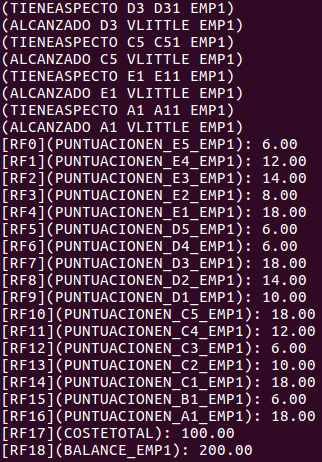 (TIENEASPECTO D3 D31 EMP1)
(ALCANZADO D3 VLITTLE EMP1)
(TIENEASPECTO C5 C51 EMP1)
(ALCANZADO C5 VLITTLE EMP1)
(TIENEASPECTO E1 E11 EMP1)
(ALCANZADO E1 VLITTLE EMP1)
(TIENEASPECTO A1 A11 EMP1)
(ALCANZADO A1 VLITTLE EMP1)
[RF0](PUNTUACIONEN_E5_EMP1): 6.00
[RF1](PUNTUACIONEN_E4_EMP1): 12.00
[RF2](PUNTUACIONEN_E3_EMP1): 14.00
[RF3](PUNTUACIONEN_E2_EMP1): 8.00
[RF4](PUNTUACIONEN_E1_EMP1): 18.00
[RF5](PUNTUACIONEN_D5_EMP1): 6.00
[RF6](PUNTUACIONEN_D4_EMP1): 6.00
[RF7](PUNTUACIONEN_D3_EMP1): 18.00
[RF8](PUNTUACIONEN_D2_EMP1): 14.00
[RF9](PUNTUACIONEN_D1_EMP1): 10.00
[RF10](PUNTUACIONEN_C5_EMP1): 18.00
[RF11](PUNTUACIONEN_C4_EMP1): 12.00
[RF12](PUNTUACIONEN_C3_EMP1): 6.00
[RF13](PUNTUACIONEN_C2_EMP1): 10.00
[RF14](PUNTUACIONEN_C1_EMP1): 18.00
[RF15](PUNTUACIONEN_B1_EMP1): 6.00
[RF16](PUNTUACIONEN_A1_EMP1): 18.00
[RF17](COSTETOTAL): 100.00
[RF18](BALANCE_EMP1): 200.00